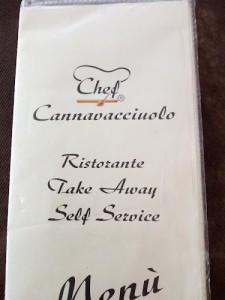 Chef
Cannavacciuolo
Ristorante
Take Away
Self Service
Menù